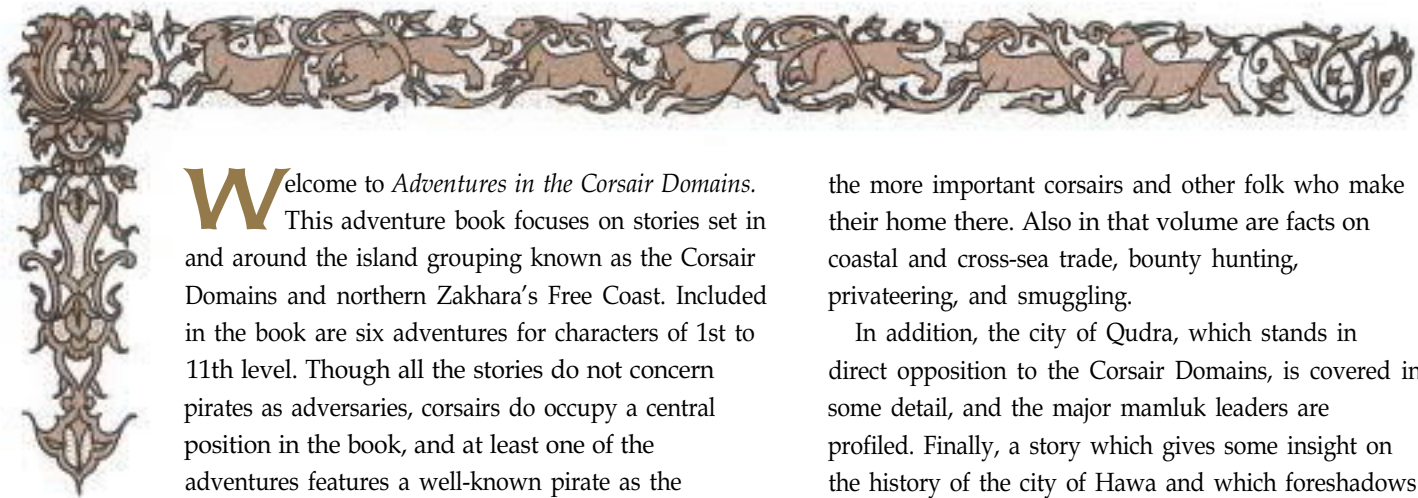 Welcome to Adventures in the Corsair Domains.
This adventure book focuses on stories set in
and around the island grouping known as the Corsair
Domains and northern Zakhara’s Free Coast. Included
in the book are six adventures for characters of 1st to
11th level. Though all the stories do not concern
pirates as adversaries, corsairs do occupy a central
position in the book, and at least one of the
adventures features a well-known pirate as the
the more important corsairs and other folk who make
their home there. Also in that volume are facts on
coastal and cross-sea trade, bounty hunting,
privateering, and smuggling.
In addition, the city of Qudra, which stands in
direct opposition to the Corsair Domains, is covered in
some detail, and the major mamluk leaders are
profiled. Finally, a story which gives some insight on
the history of the city of Hawa and which foreshadows